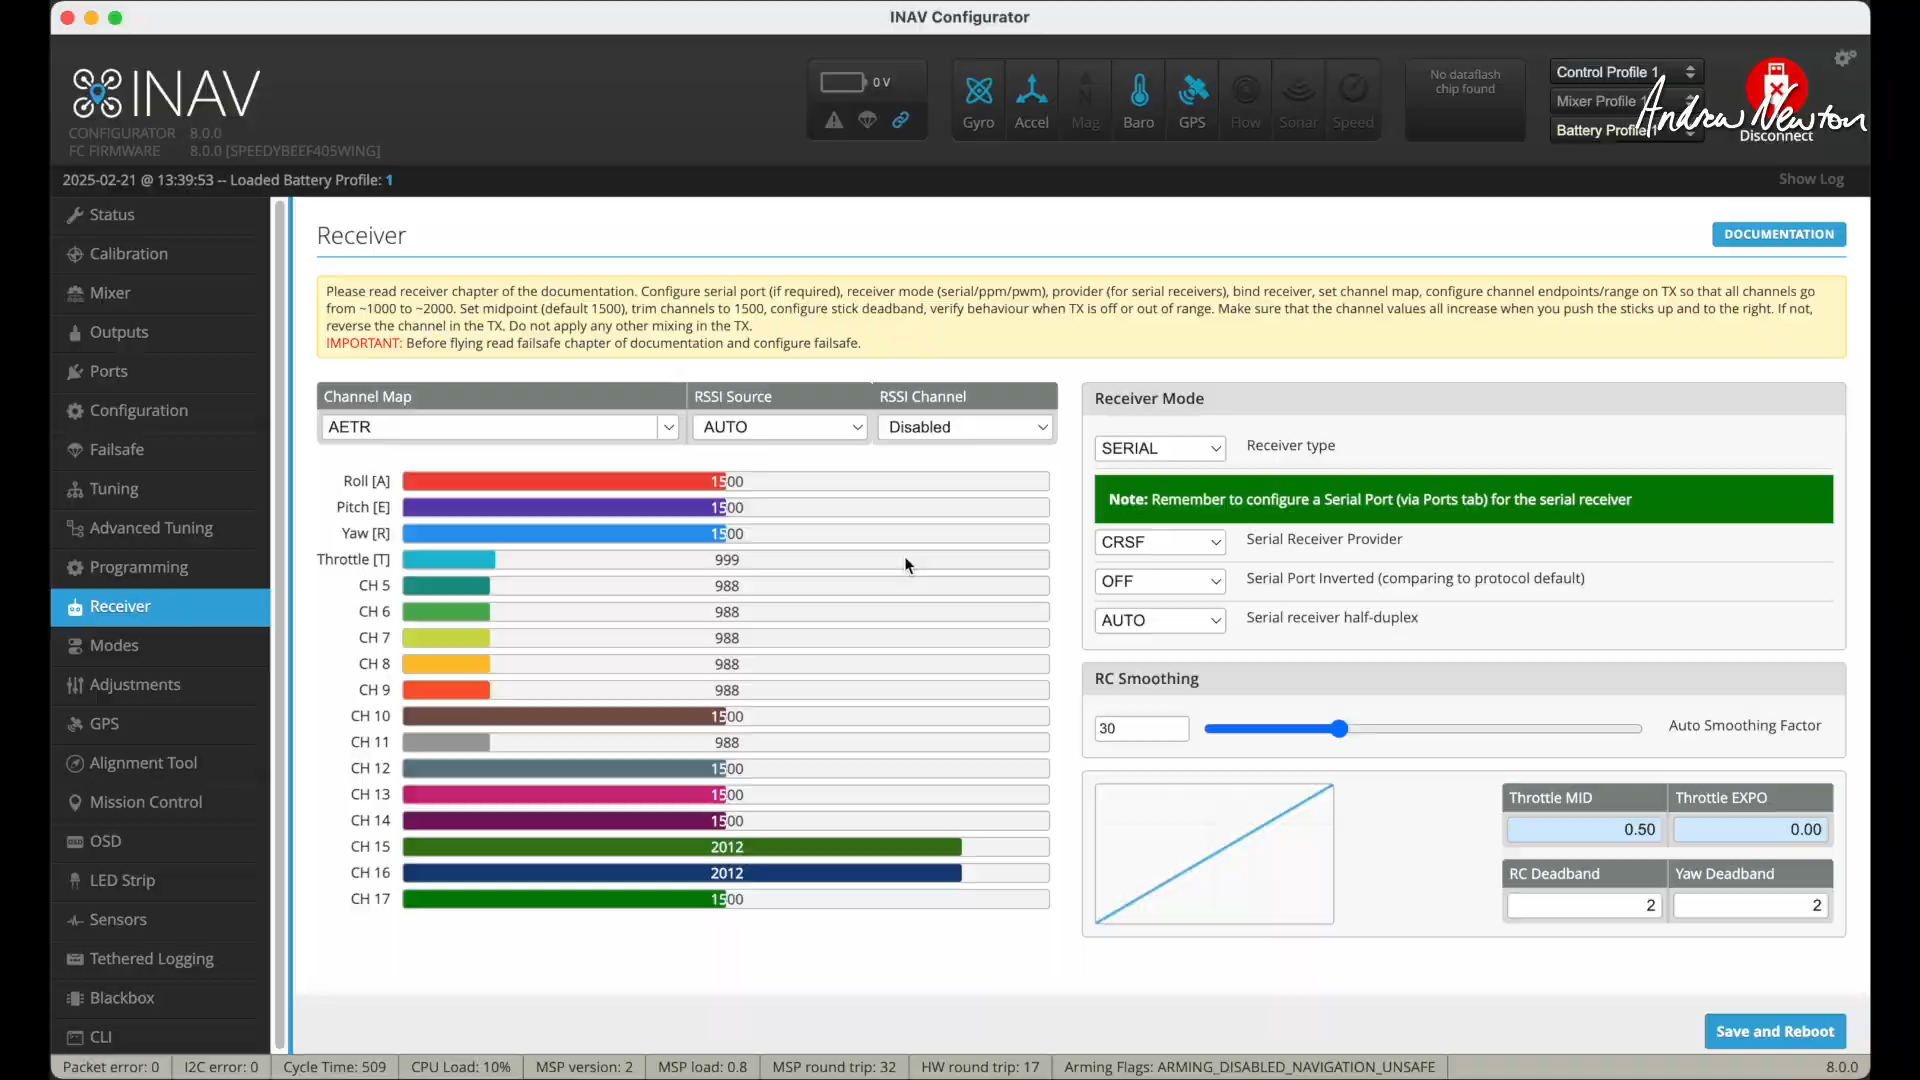 INAV Configurator
INAV
CONFIGURATOR 8.0.0
FC FIRMWARE 8.0.0 [SPEEDYBEEF405WING]
0 V
Gyro Accel Mag Baro GPS Flow Sonar Speed
No dataflash
chip found
Control Profile 1
Mixer Profile 1
Battery Profile 1
Andrew Newton
Disconnect
2025-02-21 @ 13:39:53 -- Loaded Battery Profile: 1
Show Log
Status
Calibration
Mixer
Outputs
Ports
Configuration
Failsafe
Tuning
Advanced Tuning
Programming
Receiver
Modes
Adjustments
GPS
Alignment Tool
Mission Control
OSD
LED Strip
Sensors
Tethered Logging
Blackbox
CLI
Receiver
DOCUMENTATION
Please read receiver chapter of the documentation. Configure serial port (if required), receiver mode (serial/ppm/pwm), provider (for serial receivers), bind receiver, set channel map, configure channel endpoints/range on TX so that all channels go
from ~1000 to ~2000. Set midpoint (default 1500), trim channels to 1500, configure stick deadband, verify behaviour when TX is off or out of range. Make sure that the channel values all increase when you push the sticks up and to the right. If not,
reverse the channel in the TX. Do not apply any other mixing in the TX.
IMPORTANT: Before flying read failsafe chapter of documentation and configure failsafe.
Channel Map RSSI Source RSSI Channel
AETR AUTO Disabled
Roll [A] 1500
Pitch [E] 1500
Yaw [R] 1500
Throttle [T] 999
CH 5 988
CH 6 988
CH 7 988
CH 8 988
CH 9 988
CH 10 1500
CH 11 988
CH 12 1500
CH 13 1500
CH 14 1500
CH 15 2012
CH 16 2012
CH 17 1500
Receiver Mode
SERIAL Receiver type
Note: Remember to configure a Serial Port (via Ports tab) for the serial receiver
CRSF Serial Receiver Provider
OFF Serial Port Inverted (comparing to protocol default)
AUTO Serial receiver half-duplex
RC Smoothing
30 Auto Smoothing Factor
Throttle MID Throttle EXPO
0.50 0.00
RC Deadband Yaw Deadband
2 2
Save and Reboot
Packet error: 0 I2C error: 0 Cycle Time: 509 CPU Load: 10% MSP version: 2 MSP load: 0.8 MSP round trip: 32 HW round trip: 17 Arming Flags: ARMING_DISABLED_NAVIGATION_UNSAFE 8.0.0